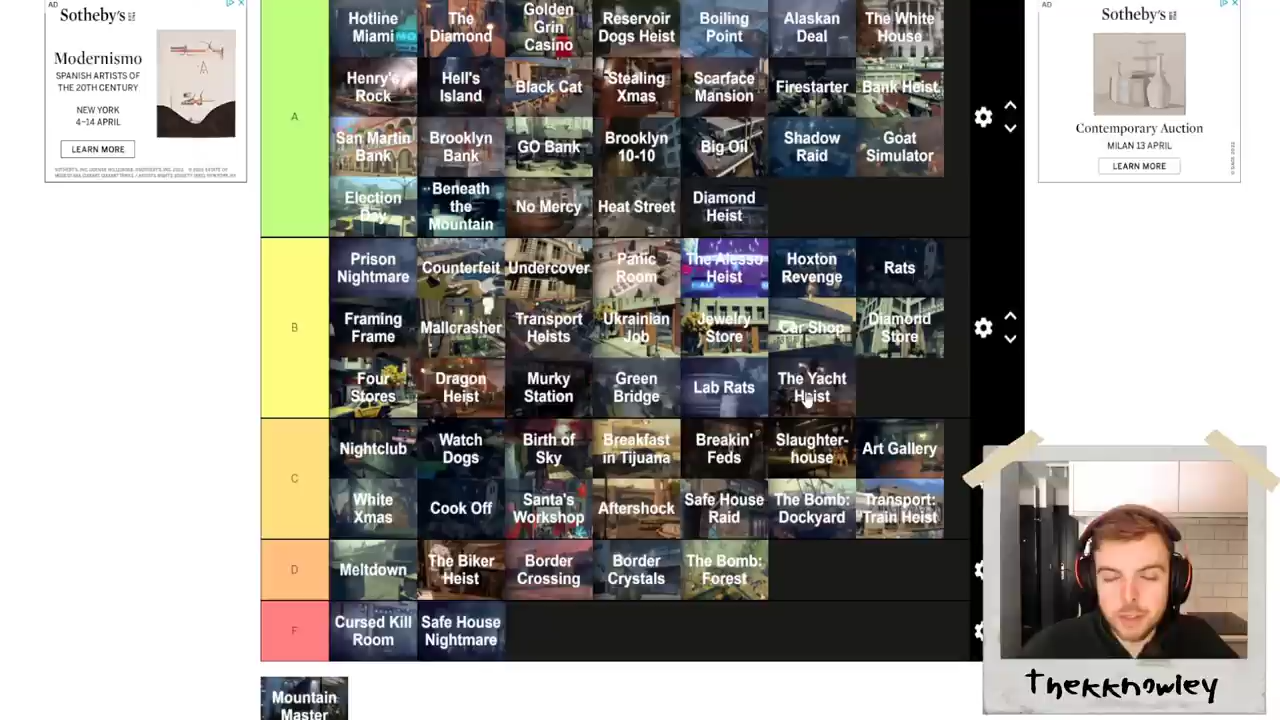 AD
Sotheby's
Modernismo
SPANISH ARTISTS OF
THE 20TH CENTURY
NEW YORK
4–14 APRIL
LEARN MORE
AD
Sotheby's
Contemporary Auction
MILAN 13 APRIL
LEARN MORE
A
Hotline Miami
The Diamond
Golden Grin Casino
Reservoir Dogs Heist
Boiling Point
Alaskan Deal
The White House
Henry's Rock
Hell's Island
Black Cat
Stealing Xmas
Scarface Mansion
Firestarter
Bank Heist
San Martin Bank
Brooklyn Bank
GO Bank
Brooklyn 10-10
Big Oil
Shadow Raid
Goat Simulator
Election Day
Beneath the Mountain
No Mercy
Heat Street
Diamond Heist
B
Prison Nightmare
Counterfeit
Undercover
Panic Room
The Alesso Heist
Hoxton Revenge
Rats
Framing Frame
Mallcrasher
Transport Heists
Ukrainian Job
Jewelry Store
Car Shop
Diamond Store
Four Stores
Dragon Heist
Murky Station
Green Bridge
Lab Rats
The Yacht Heist
C
Nightclub
Watch Dogs
Birth of Sky
Breakfast in Tijuana
Breakin' Feds
Slaughter-house
Art Gallery
White Xmas
Cook Off
Santa's Workshop
Aftershock
Safe House Raid
The Bomb: Dockyard
Transport: Train Heist
D
Meltdown
The Biker Heist
Border Crossing
Border Crystals
The Bomb: Forest
F
Cursed Kill Room
Safe House Nightmare
Mountain Master
Thekknowley